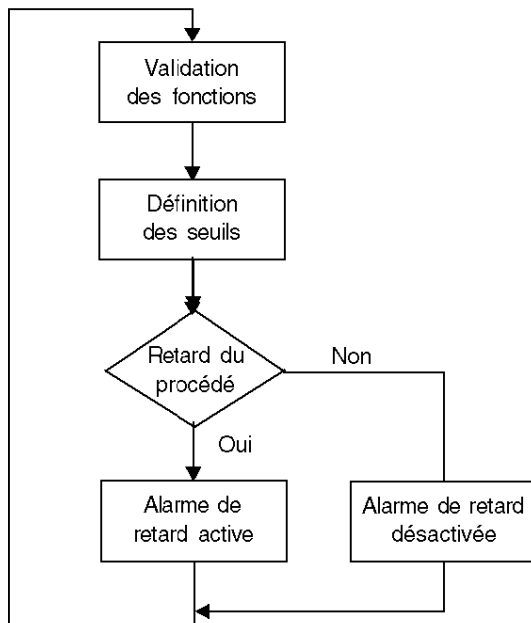 Validation
des fonctions
Définition
des seuils
Retard du
procédé
Non
Oui
Alarme de
retard active
Alarme de retard
désactivée